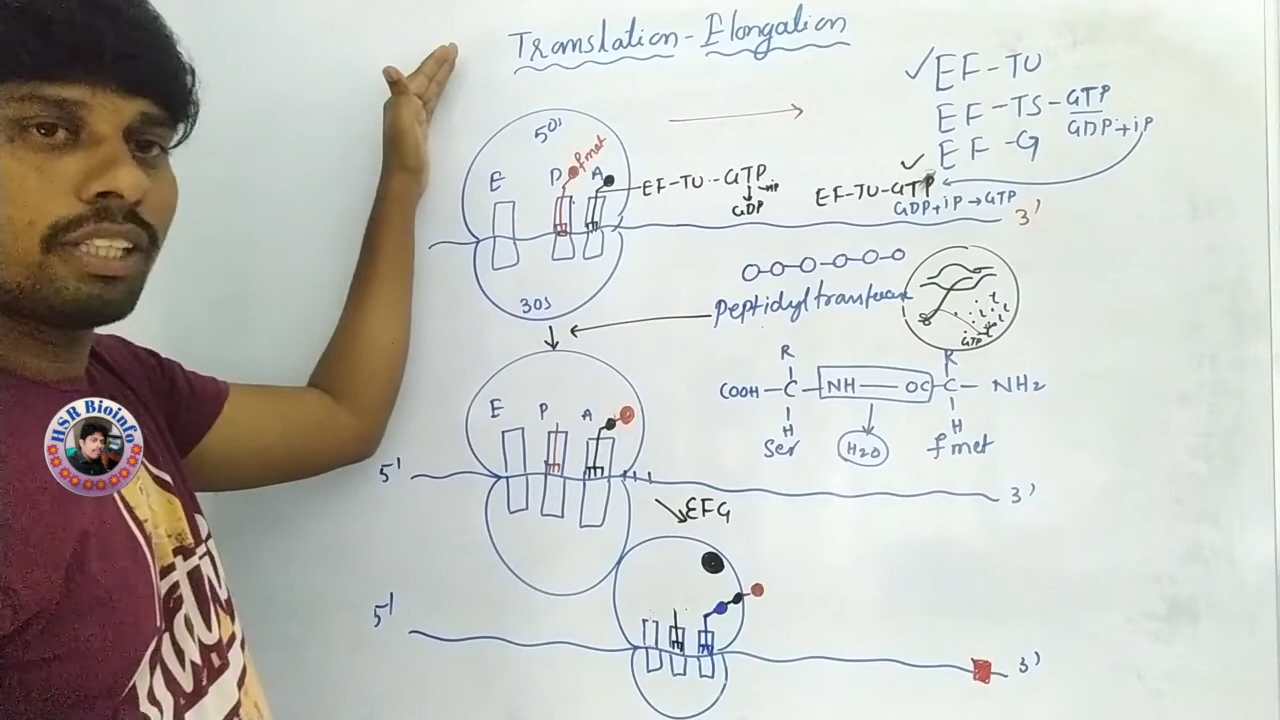 Translation - Elongation
EF-TU
EF-TS-GTP
GDP+ip
EF-G
50s
E P fmet A
EF-TU-GTP
ip
GDP
EF-TU-GTP
GDP+ip→GTP
3'
30s
Peptidyl
GTP
E P A
R
COOH-C-NH-OC-C-NH2
R
H
H
Ser
H2O
fmet
5'
3'
EFG
5'
3'
HSR Bioinfo